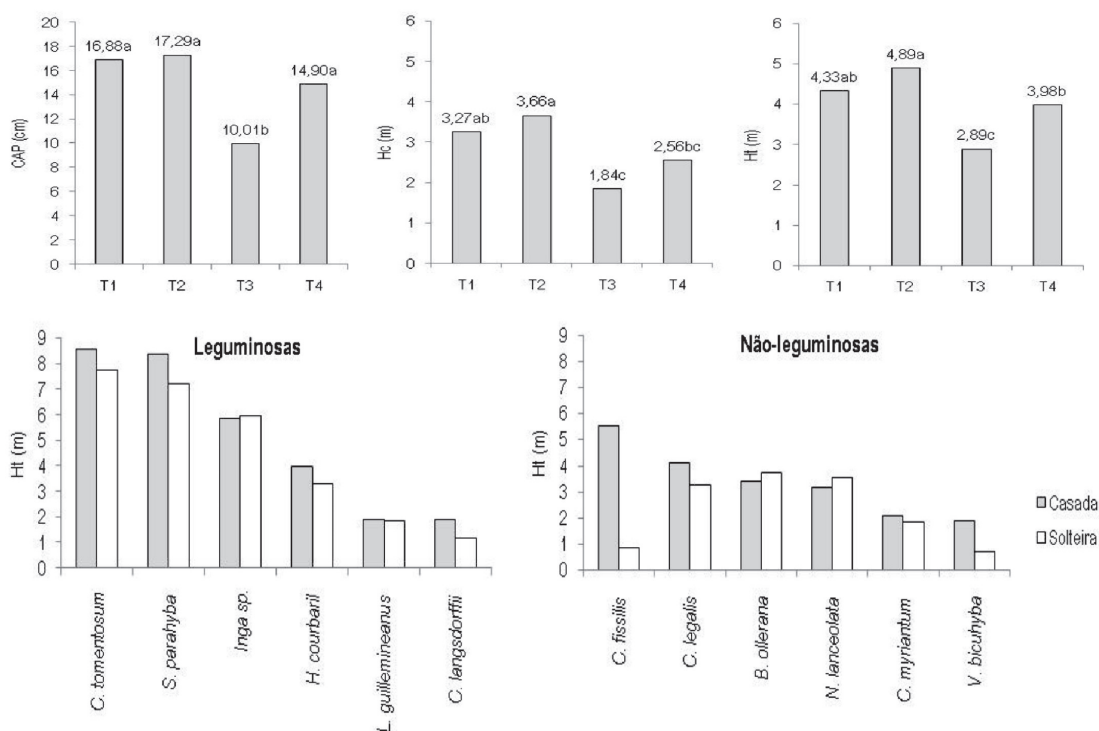 CAP (cm)
20
18
16
14
12
10
8
6
4
2
0
16,88a
17,29a
10,01b
14,90a
T1
T2
T3
T4
Hc (m)
6
5
4
3
2
1
0
3,27ab
3,66a
1,84c
2,56bc
T1
T2
T3
T4
Ht (m)
6
5
4
3
2
1
0
4,33ab
4,89a
2,89c
3,98b
T1
T2
T3
T4
Leguminosas
Ht (m)
9
8
7
6
5
4
3
2
1
0
C. tomentosum
S. parahyba
Inga sp.
H. courbaril
L. guillemineanus
C. langsdorffii
Não-leguminosas
Ht (m)
9
8
7
6
5
4
3
2
1
0
C. fissilis
C. legalis
B. ollerana
N. lanceolata
C. myriantum
V. bicuhyba
Casada
Solteira